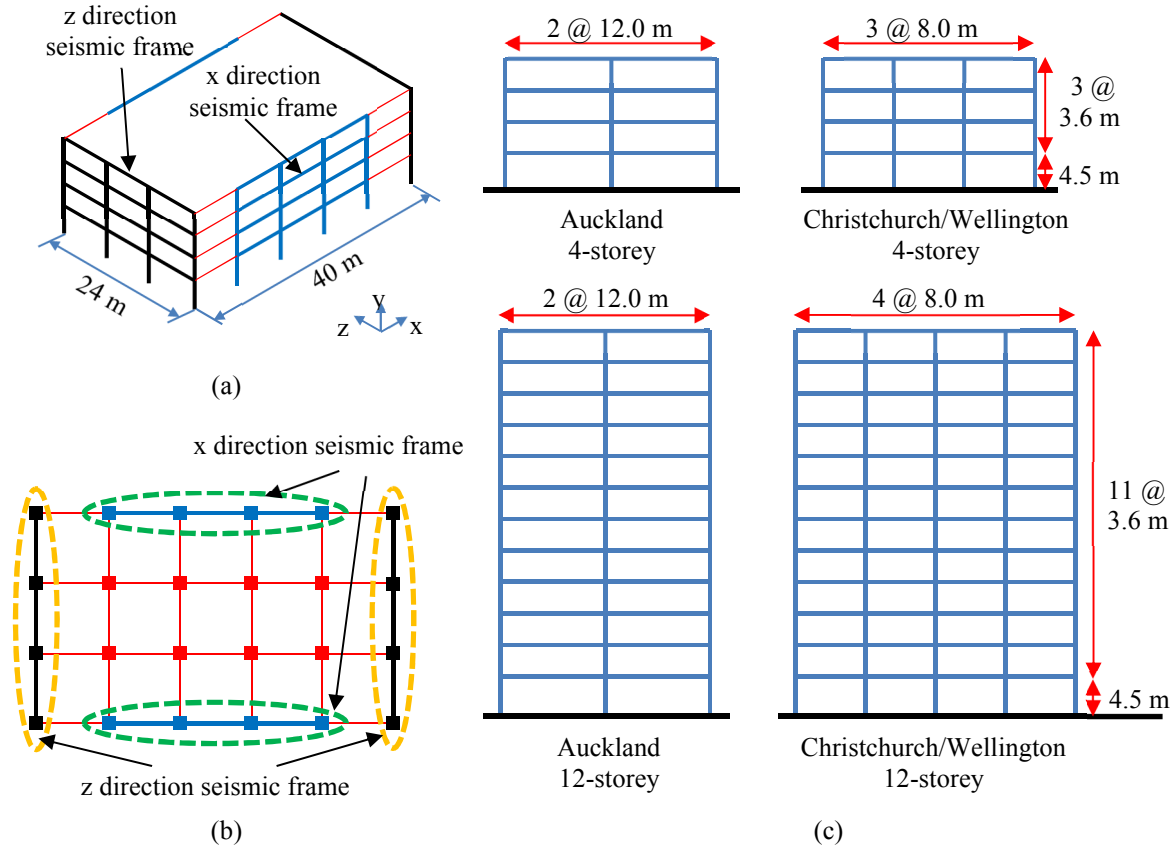 z direction
seismic frame
x direction
seismic frame
24 m
40 m
y
z
x
(a)
x direction seismic frame
z direction seismic frame
(b)
2 @ 12.0 m
Auckland
4-storey
3 @ 8.0 m
3 @
3.6 m
4.5 m
Christchurch/Wellington
4-storey
2 @ 12.0 m
Auckland
12-storey
4 @ 8.0 m
11 @
3.6 m
4.5 m
Christchurch/Wellington
12-storey
(c)